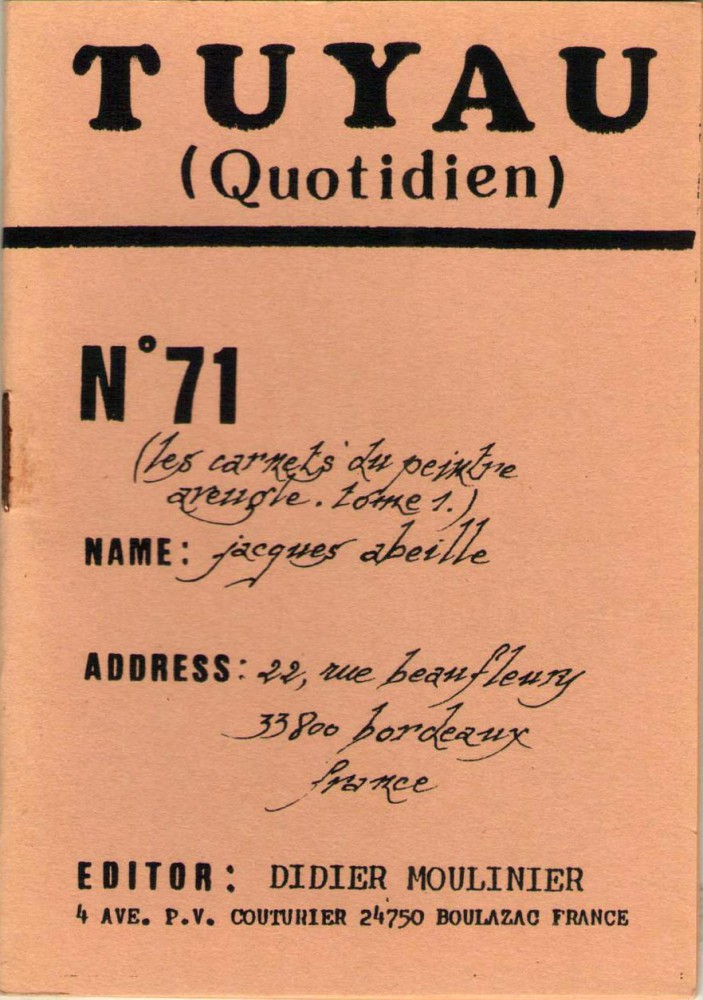 TUYAU
(Quotidien)
N°71
(les carnets du peintre
aveugle. tome 1.)
NAME: jacques abeille
ADDRESS: 22, rue beaufleury
33800 bordeaux
france
EDITOR: DIDIER MOULINIER
4 AVE. P.V. COUTURIER 24750 BOULAZAC FRANCE